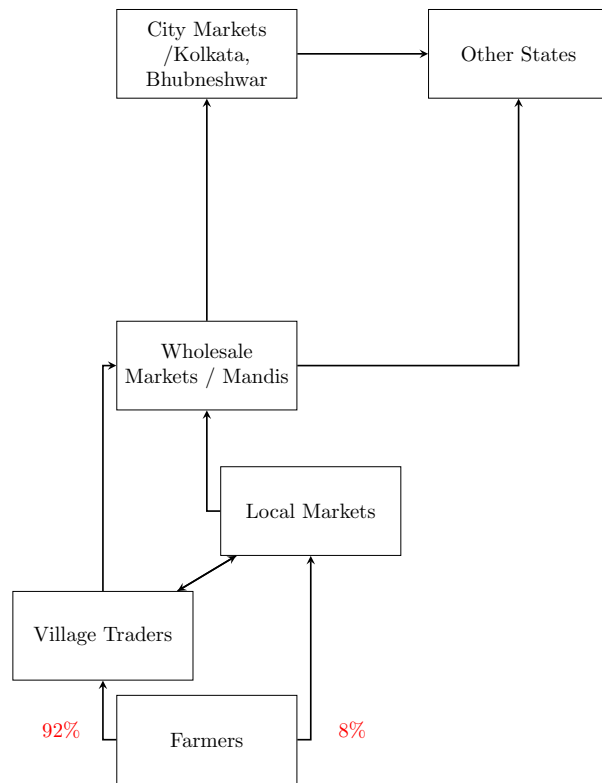 City Markets
/Kolkata,
Bhubneshwar
Other States
Wholesale
Markets / Mandis
Local Markets
Village Traders
92%
Farmers
8%